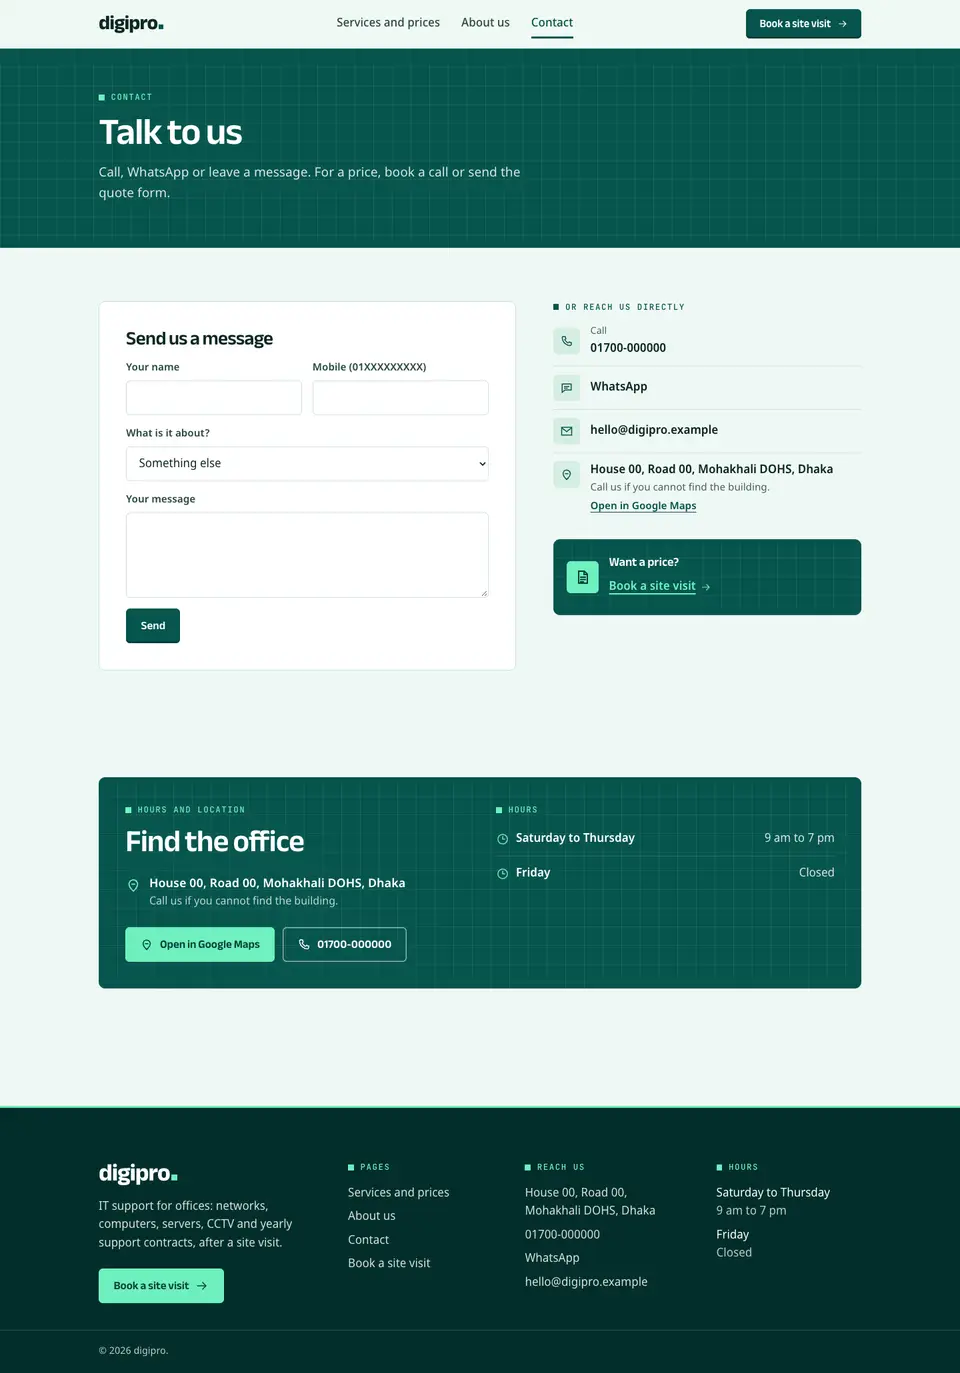 digipro.
Services and prices
About us
Contact
Book a site visit →
CONTACT
Talk to us
Call, WhatsApp or leave a message. For a price, book a call or send the
quote form.
Send us a message
Your name
Mobile (01XXXXXXXXX)
What is it about?
Something else
Your message
Send
OR REACH US DIRECTLY
Call
01700-000000
WhatsApp
hello@digipro.example
House 00, Road 00, Mohakhali DOHS, Dhaka
Call us if you cannot find the building.
Open in Google Maps
Want a price?
Book a site visit →
HOURS AND LOCATION
Find the office
House 00, Road 00, Mohakhali DOHS, Dhaka
Call us if you cannot find the building.
Open in Google Maps
01700-000000
HOURS
Saturday to Thursday
9 am to 7 pm
Friday
Closed
digipro.
IT support for offices: networks,
computers, servers, CCTV and yearly
support contracts, after a site visit.
Book a site visit →
PAGES
Services and prices
About us
Contact
Book a site visit
REACH US
House 00, Road 00,
Mohakhali DOHS, Dhaka
01700-000000
WhatsApp
hello@digipro.example
HOURS
Saturday to Thursday
9 am to 7 pm
Friday
Closed
© 2026 digipro.